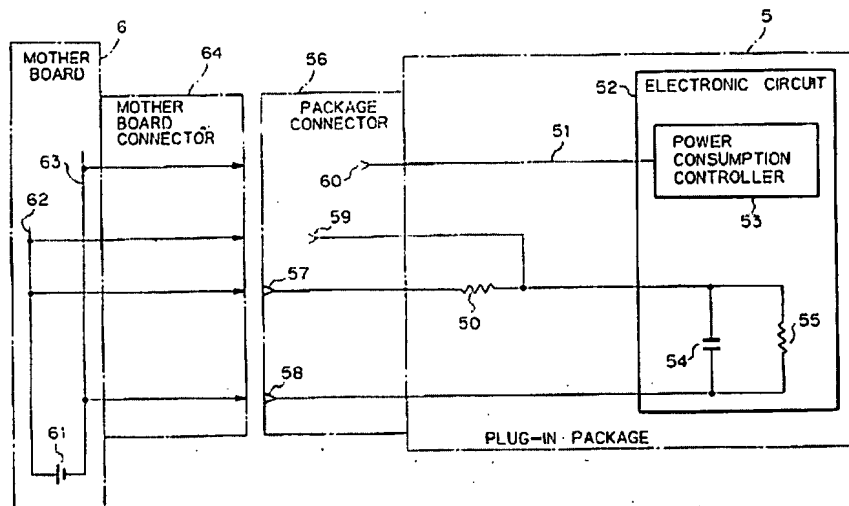 6
5
MOTHER
BOARD
64
56
MOTHER
BOARD
CONNECTOR
PACKAGE
CONNECTOR
52
ELECTRONIC CIRCUIT
63
51
POWER
CONSUMPTION
CONTROLLER
60
53
62
59
57
50
54
55
58
61
PLUG-IN PACKAGE